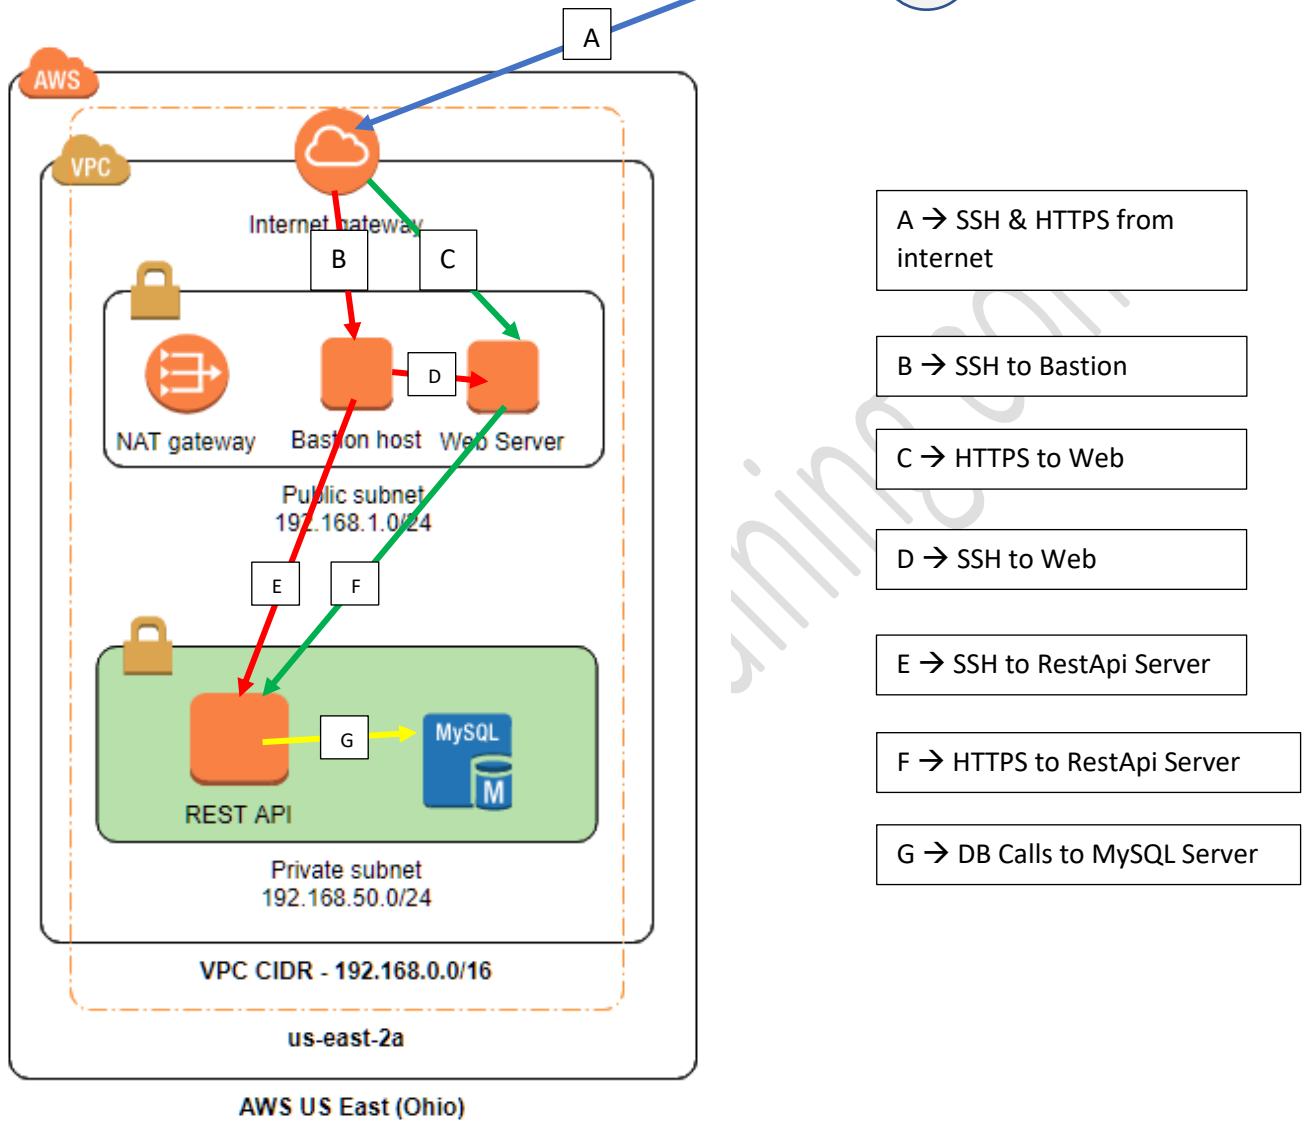 A
AWS
VPC
Internet gateway
B
C
D
NAT gateway
Bastion host
Web Server
Public subnet
192.168.1.0/24
E
F
G
MySQL
M
REST API
Private subnet
192.168.50.0/24
VPC CIDR - 192.168.0.0/16
us-east-2a
AWS US East (Ohio)
A → SSH & HTTPS from
internet
B → SSH to Bastion
C → HTTPS to Web
D → SSH to Web
E → SSH to RestApi Server
F → HTTPS to RestApi Server
G → DB Calls to MySQL Server